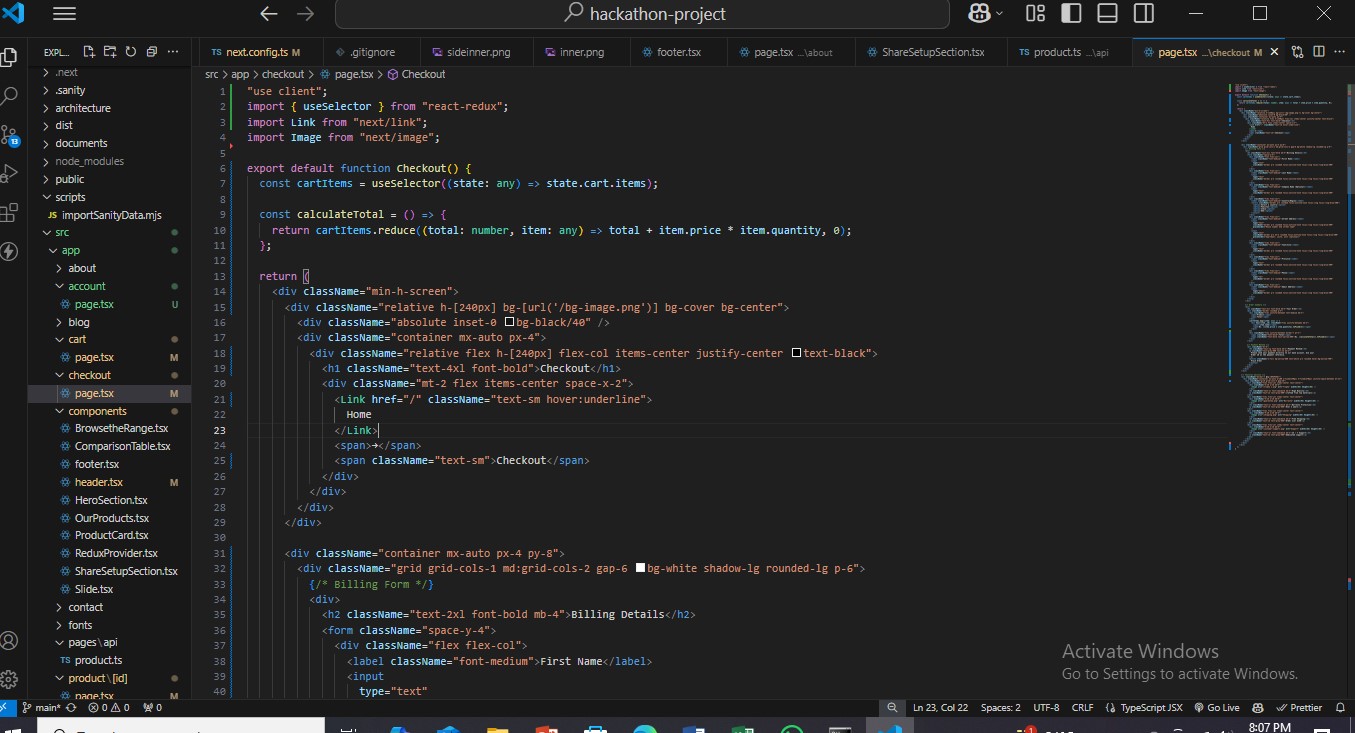 hackathon-project
EXPL...
TS next.config.ts M
.gitignore
sideinner.png
inner.png
footer.tsx
page.tsx ...\about
ShareSetupSection.tsx
TS product.ts ...\api
page.tsx ...\checkout M
src > app > checkout > page.tsx > Checkout
.next
.sanity
architecture
dist
documents
node_modules
public
scripts
JS importSanityData.mjs
src
app
about
account
page.tsx U
blog
cart
page.tsx M
checkout
page.tsx M
components
BrowsetheRange.tsx
ComparisonTable.tsx
footer.tsx
header.tsx M
HeroSection.tsx
OurProducts.tsx
ProductCard.tsx
ReduxProvider.tsx
ShareSetupSection.tsx
Slide.tsx
contact
fonts
pages\api
TS product.ts
product\[id]
page.tsx M
13
1 "use client";
2 import { useSelector } from "react-redux";
3 import Link from "next/link";
4 import Image from "next/image";
5
6 export default function Checkout() {
7 const cartItems = useSelector((state: any) => state.cart.items);
8
9 const calculateTotal = () => {
10 return cartItems.reduce((total: number, item: any) => total + item.price * item.quantity, 0);
11 };
12
13 return (
14 <div className="min-h-screen">
15 <div className="relative h-[240px] bg-[url('/bg-image.png')] bg-cover bg-center">
16 <div className="absolute inset-0 bg-black/40" />
17 <div className="container mx-auto px-4">
18 <div className="relative flex h-[240px] flex-col items-center justify-center text-black">
19 <h1 className="text-4xl font-bold">Checkout</h1>
20 <div className="mt-2 flex items-center space-x-2">
21 <Link href="/" className="text-sm hover:underline">
22 Home
23 </Link>
24 <span>→</span>
25 <span className="text-sm">Checkout</span>
26 </div>
27 </div>
28 </div>
29 </div>
30
31 <div className="container mx-auto px-4 py-8">
32 <div className="grid grid-cols-1 md:grid-cols-2 gap-6 bg-white shadow-lg rounded-lg p-6">
33 {/* Billing Form */}
34 <div>
35 <h2 className="text-2xl font-bold mb-4">Billing Details</h2>
36 <form className="space-y-4">
37 <div className="flex flex-col">
38 <label className="font-medium">First Name</label>
39 <input
40 type="text"
Activate Windows
Go to Settings to activate Windows.
main* 0 0 0
Ln 23, Col 22 Spaces: 2 UTF-8 CRLF {} TypeScript JSX Go Live Prettier
8:07 PM